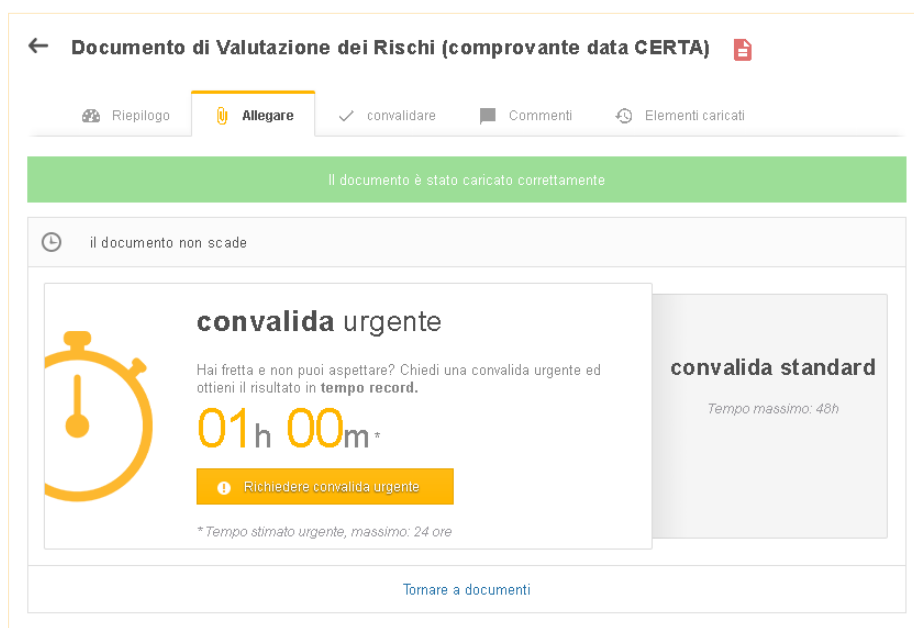 Documento di Valutazione dei Rischi (comprovante data CERTA)
Riepilogo
Allegare
convalidare
Commenti
Elementi caricati
Il documento è stato caricato correttamente
il documento non scade
convalida urgente
Hai fretta e non puoi aspettare? Chiedi una convalida urgente ed
ottieni il risultato in tempo record.
01h 00m *
Richiedere convalida urgente
* Tempo stimato urgente, massimo: 24 ore
convalida standard
Tempo massimo: 48h
Tornare a documenti